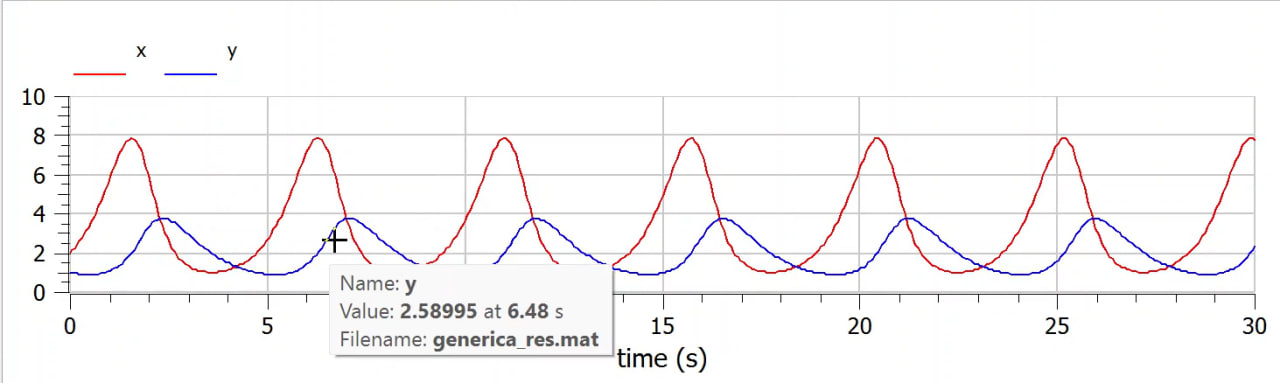 x y
10
8
6
4
2
0
0 5 15 20 25 30
Name: y
Value: 2.58995 at 6.48 s
Filename: generica_res.mat
time (s)